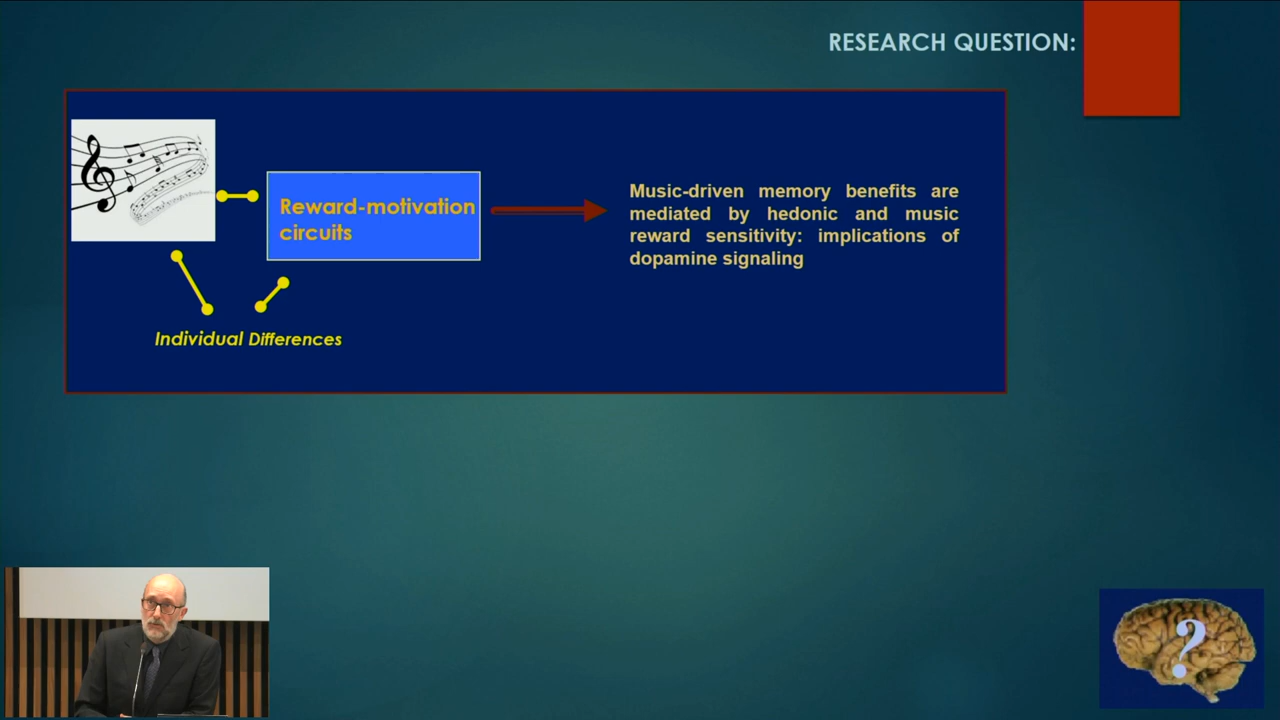 RESEARCH QUESTION:
Reward-motivation
circuits
Music-driven memory benefits are
mediated by hedonic and music
reward sensitivity: implications of
dopamine signaling
Individual Differences
?